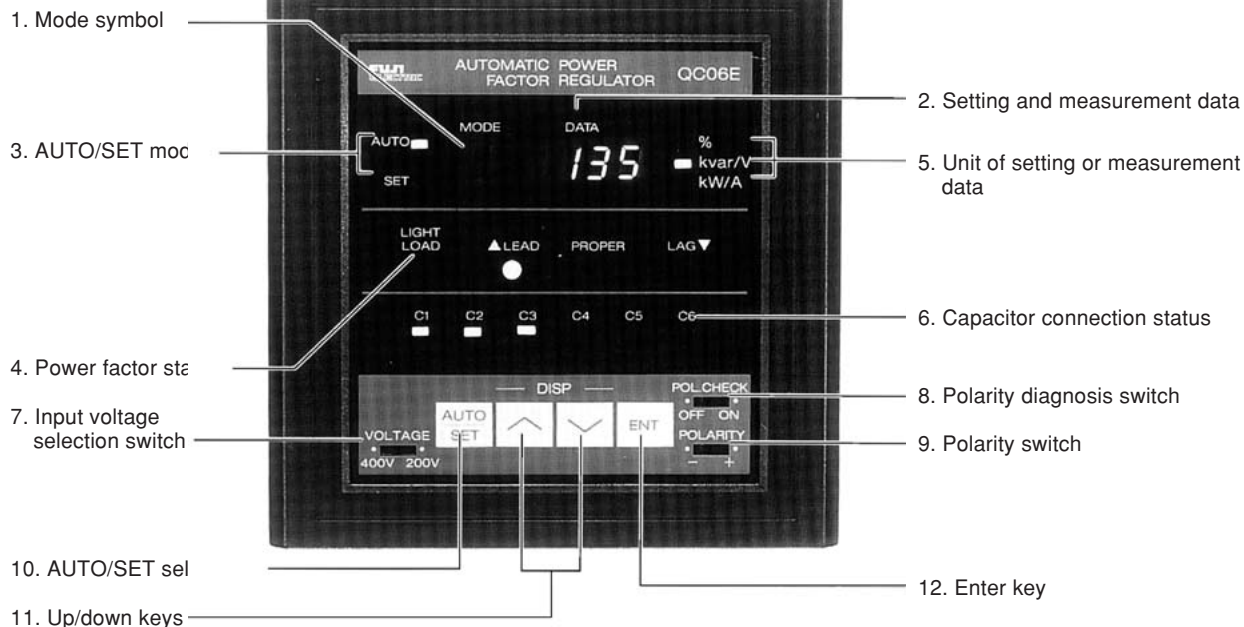 1. Mode symbol
FUJI
ELECTRIC
AUTOMATIC POWER
FACTOR REGULATOR
QC06E
2. Setting and measurement data
MODE
DATA
3. AUTO/SET mod
AUTO
SET
135
%
kvar/V
kW/A
5. Unit of setting or measurement
data
LIGHT
LOAD
▲LEAD
PROPER
LAG▼
C1 C2 C3 C4 C5 C6
6. Capacitor connection status
4. Power factor sta
DISP
POL.CHECK
OFF ON
8. Polarity diagnosis switch
7. Input voltage
selection switch
VOLTAGE
400V 200V
AUTO
SET
ENT
POLARITY
- +
9. Polarity switch
10. AUTO/SET sel
11. Up/down keys
12. Enter key